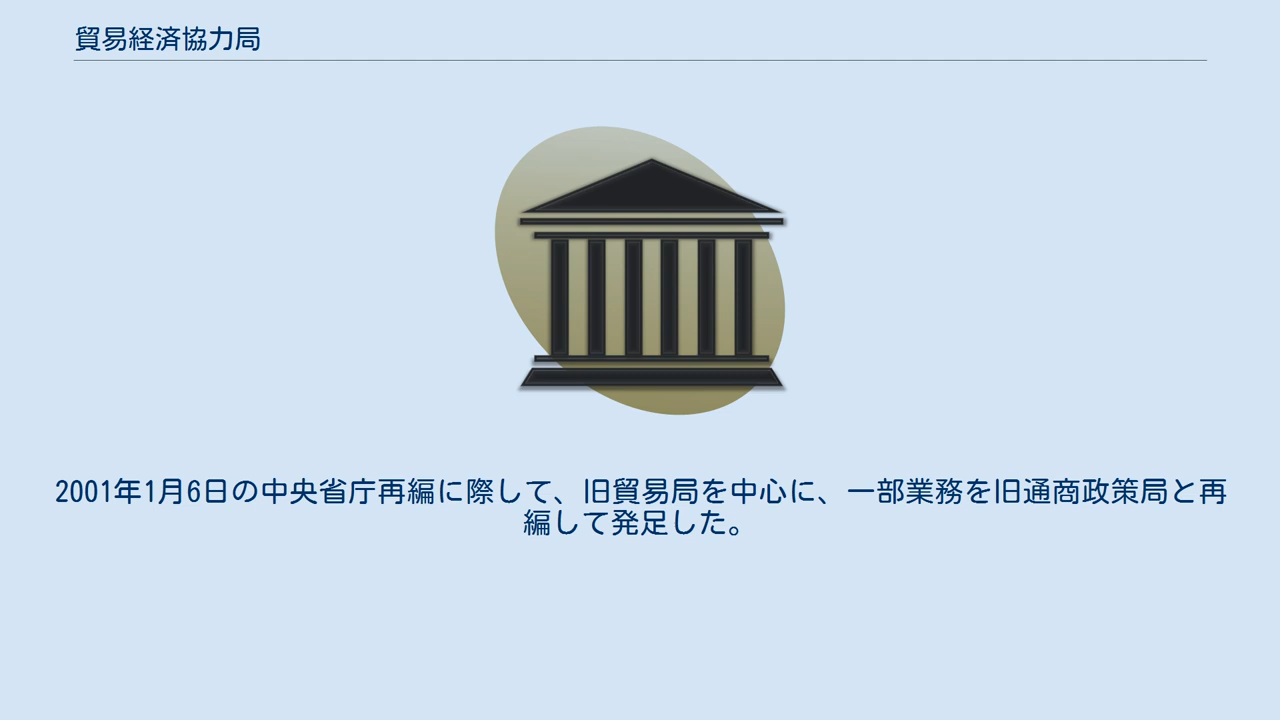 貿易経済協力局
2001年1月6日の中央省庁再編に際して、旧貿易局を中心に、一部業務を旧通商政策局と再
編して発足した。